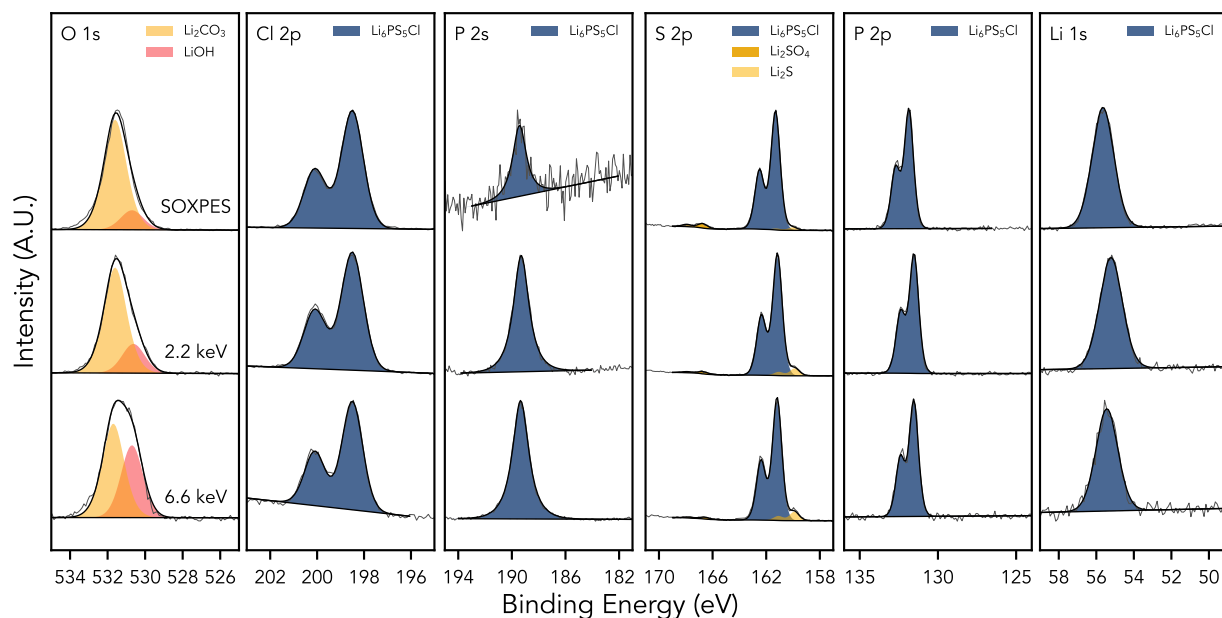 O 1s
Li₂CO₃
LiOH
Cl 2p
Li₆PS₅Cl
P 2s
Li₆PS₅Cl
S 2p
Li₆PS₅Cl
Li₂SO₄
Li₂S
P 2p
Li₆PS₅Cl
Li 1s
Li₆PS₅Cl
SOXPES
2.2 keV
6.6 keV
Intensity (A.U.)
534 532 530 528 526
202 200 198 196
194 190 186 182
170 166 162 158
135 130 125
58 56 54 52 50
Binding Energy (eV)